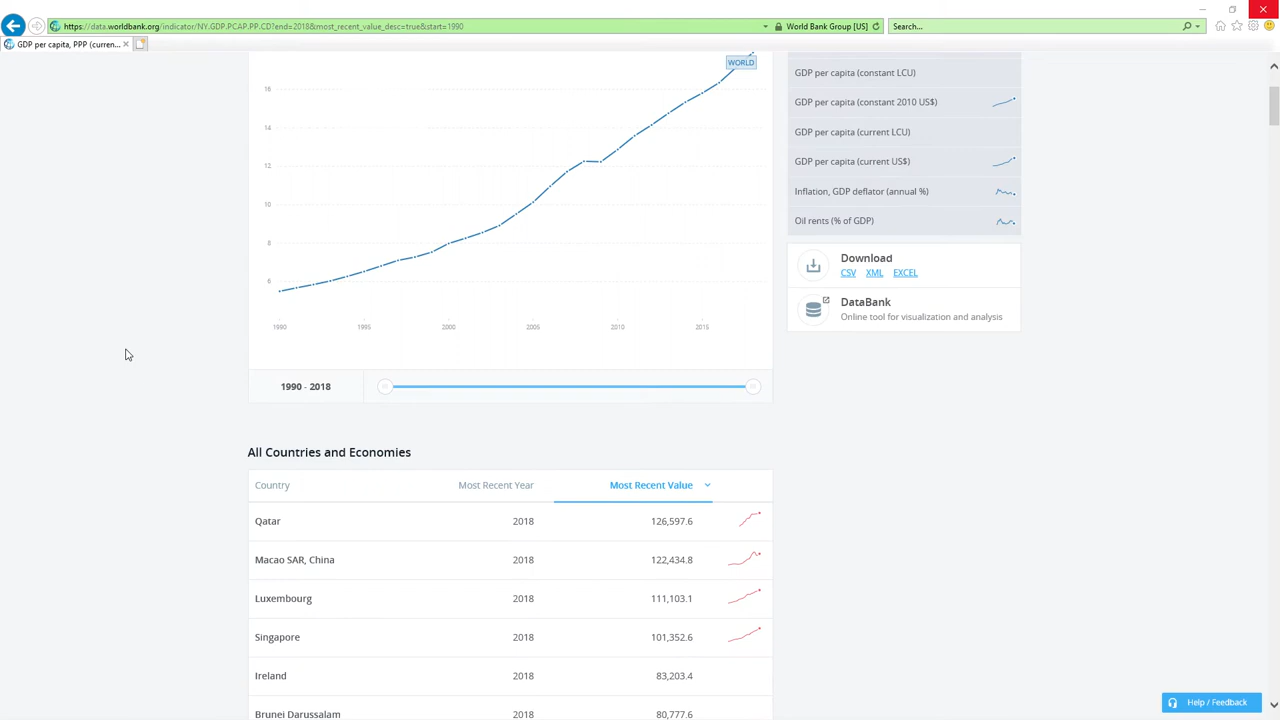 https://data.worldbank.org/indicator/NY.GDP.PCAP.PP.CD?end=2018&most_recent_value_desc=true&start=1990
World Bank Group [US]
Search...
GDP per capita, PPP (curren...
WORLD
16
14
12
10
8
6
1990
1995
2000
2005
2010
2015
1990 - 2018
GDP per capita (constant LCU)
GDP per capita (constant 2010 US$)
GDP per capita (current LCU)
GDP per capita (current US$)
Inflation, GDP deflator (annual %)
Oil rents (% of GDP)
Download
CSV XML EXCEL
DataBank
Online tool for visualization and analysis
All Countries and Economies
Country Most Recent Year Most Recent Value
Qatar 2018 126,597.6
Macao SAR, China 2018 122,434.8
Luxembourg 2018 111,103.1
Singapore 2018 101,352.6
Ireland 2018 83,203.4
Brunei Darussalam 2018 80,777.6
Help / Feedback